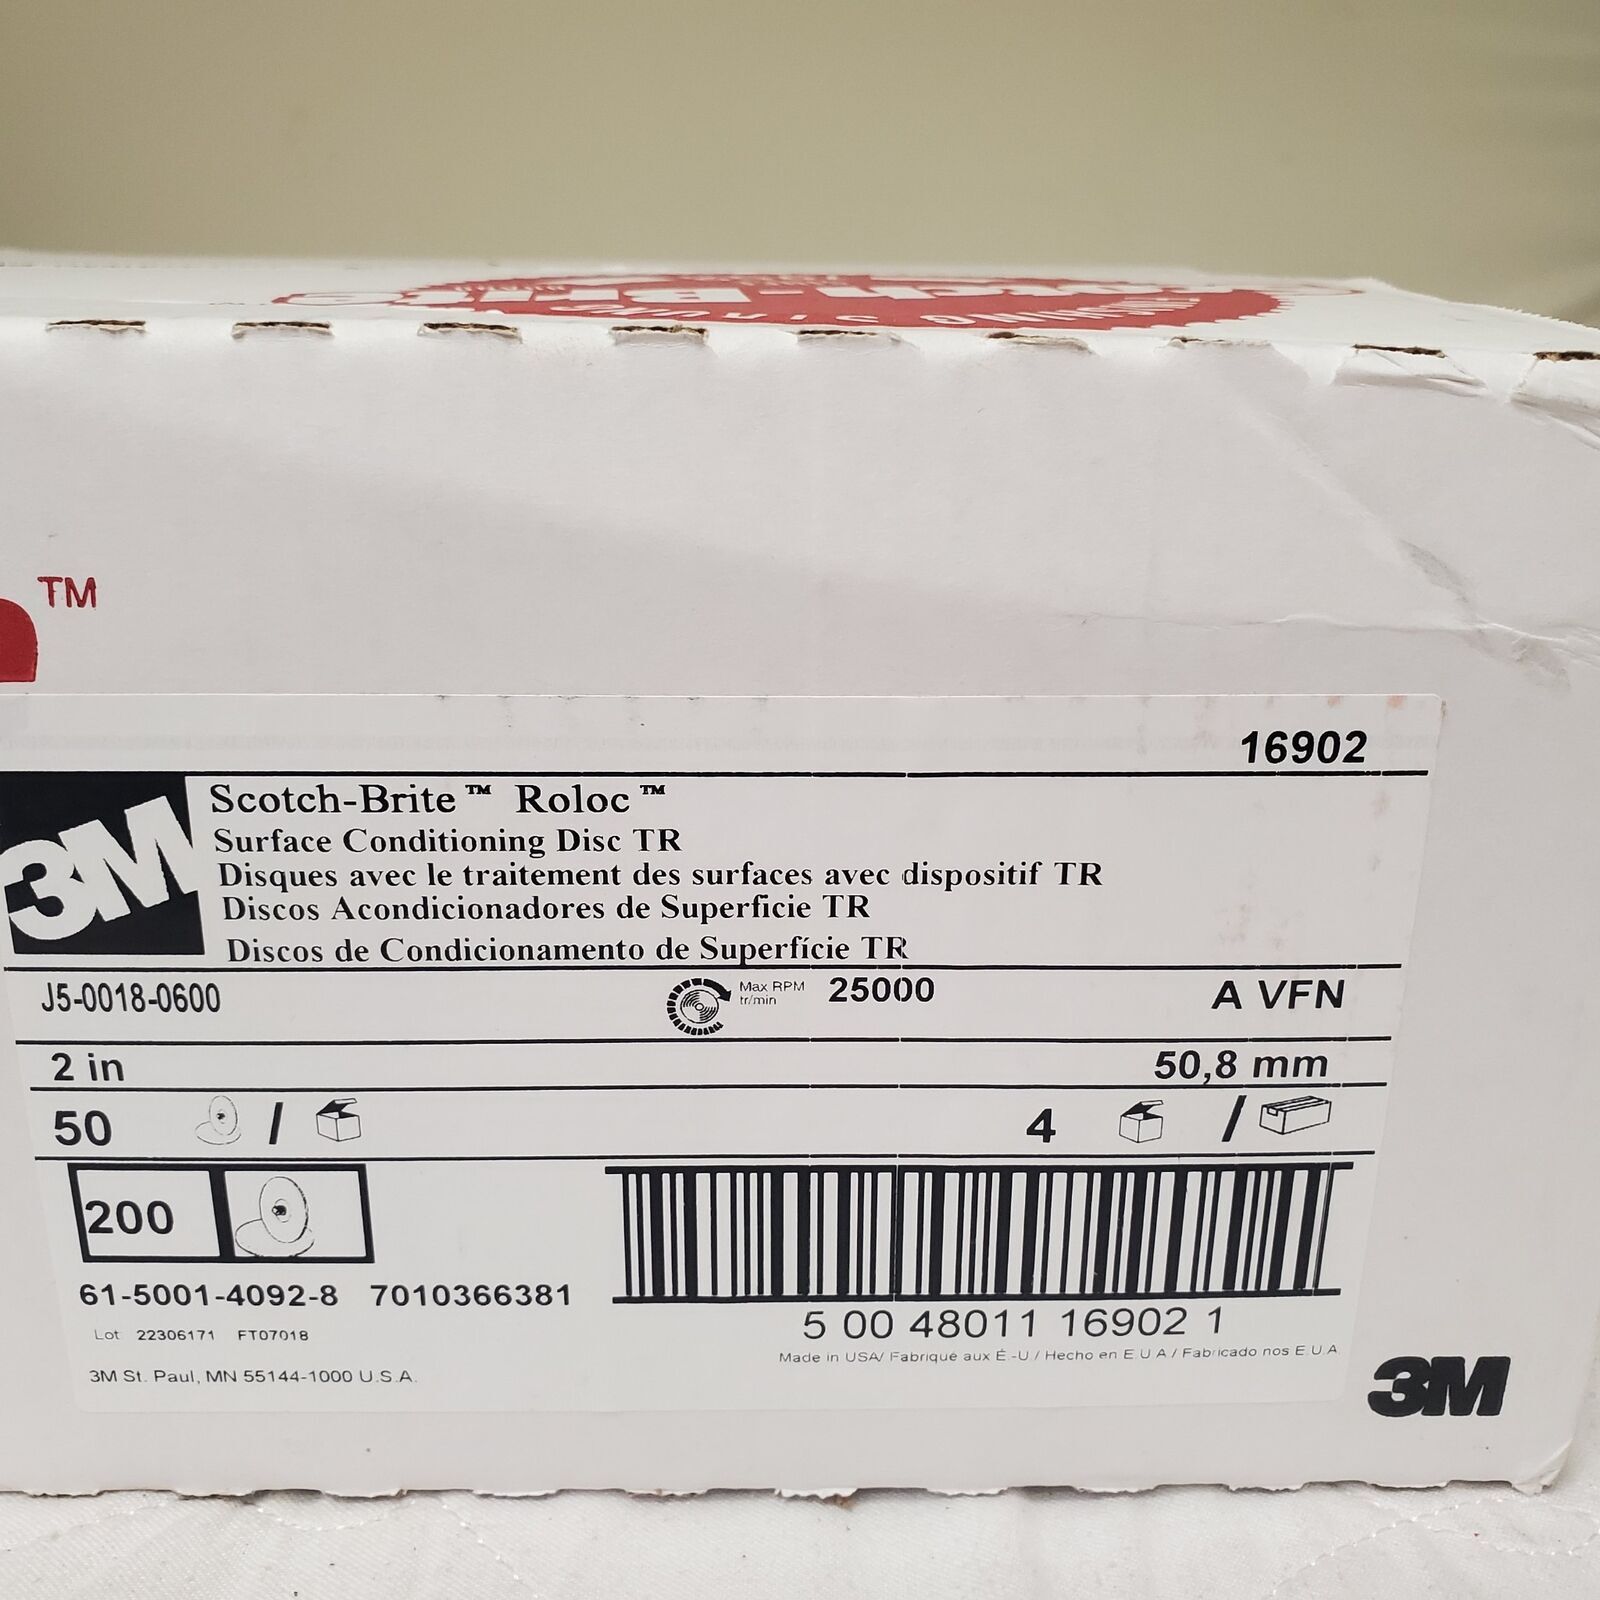 Scotch-Brite
TM
16902
3M
Scotch-Brite™ Roloc™
Surface Conditioning Disc TR
Disques avec le traitement des surfaces avec dispositif TR
Discos Acondicionadores de Superficie TR
Discos de Condicionamento de Superfície TR
J5-0018-0600 Max RPM 25000 A VFN
tr/min
2 in 50,8 mm
50 / 4 /
200
61-5001-4092-8 7010366381
5 00 48011 16902 1
Lot 22306171 FT07018
Made in USA/ Fabriqué aux É.-U./ Hecho en E.U.A./ Fabricado nos E.U.A.
3M St. Paul, MN 55144-1000 U.S.A.
3M